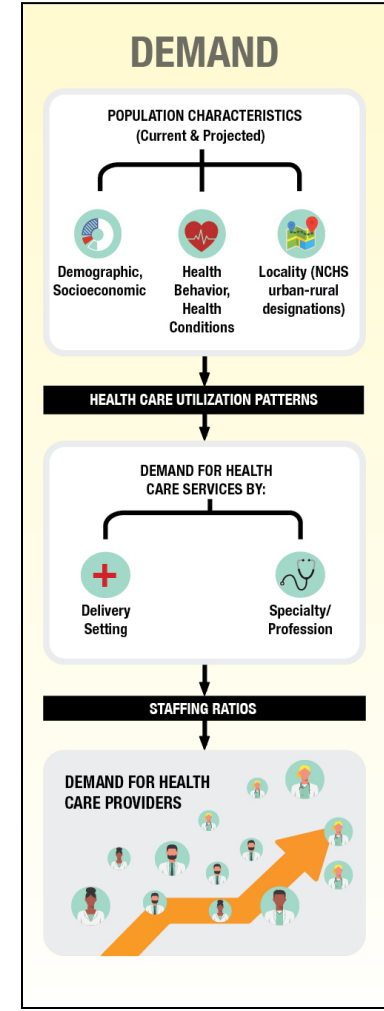 DEMAND
POPULATION CHARACTERISTICS
(Current & Projected)
Demographic,
Socioeconomic
Health
Behavior,
Health
Conditions
Locality (NCHS
urban-rural
designations)
HEALTH CARE UTILIZATION PATTERNS
DEMAND FOR HEALTH
CARE SERVICES BY:
Delivery
Setting
Specialty/
Profession
STAFFING RATIOS
DEMAND FOR HEALTH
CARE PROVIDERS